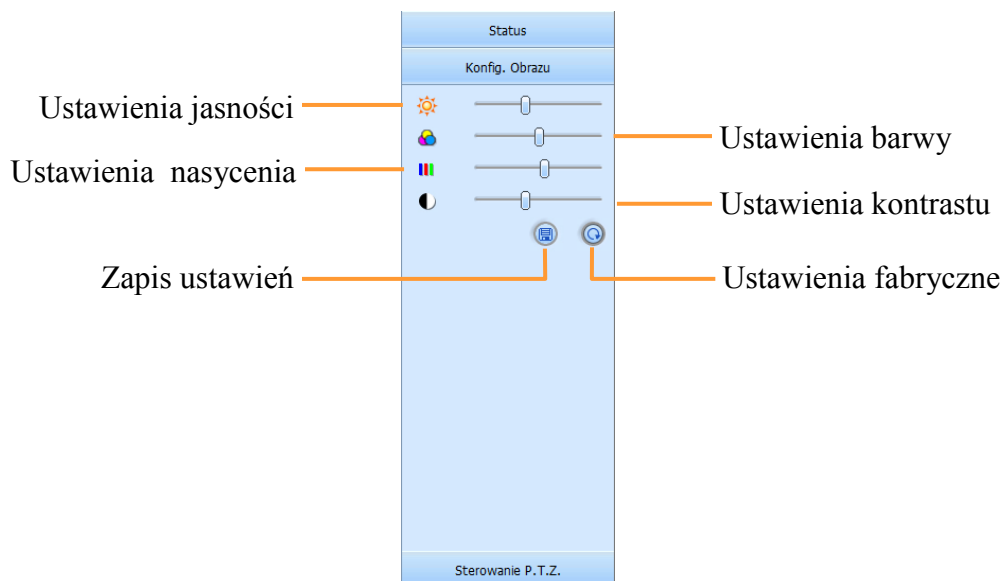 Status
Konfig. Obrazu
Ustawienia jasności
Ustawienia barwy
Ustawienia nasycenia
Ustawienia kontrastu
Zapis ustawień
Ustawienia fabryczne
Sterowanie P.T.Z.